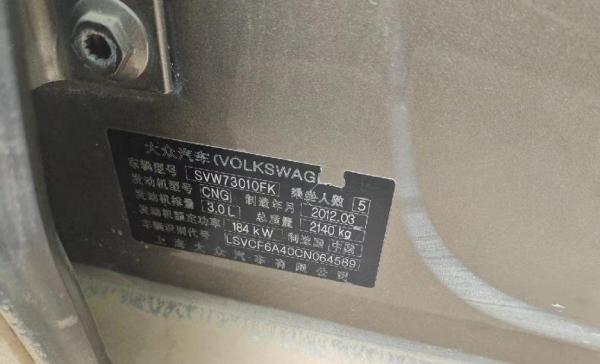 大众汽车(VOLKSWAG
车辆型号 SVW73010FK 乘坐人数 5
发动机型号 CNG 制造年月 2012.03
发动机排量 3.0 L 总质量 2140 kg
发动机额定功率 184 kW 制造国 中国
车辆识别代号 LSVCF6A40CN064589
上海大众汽车有限公司